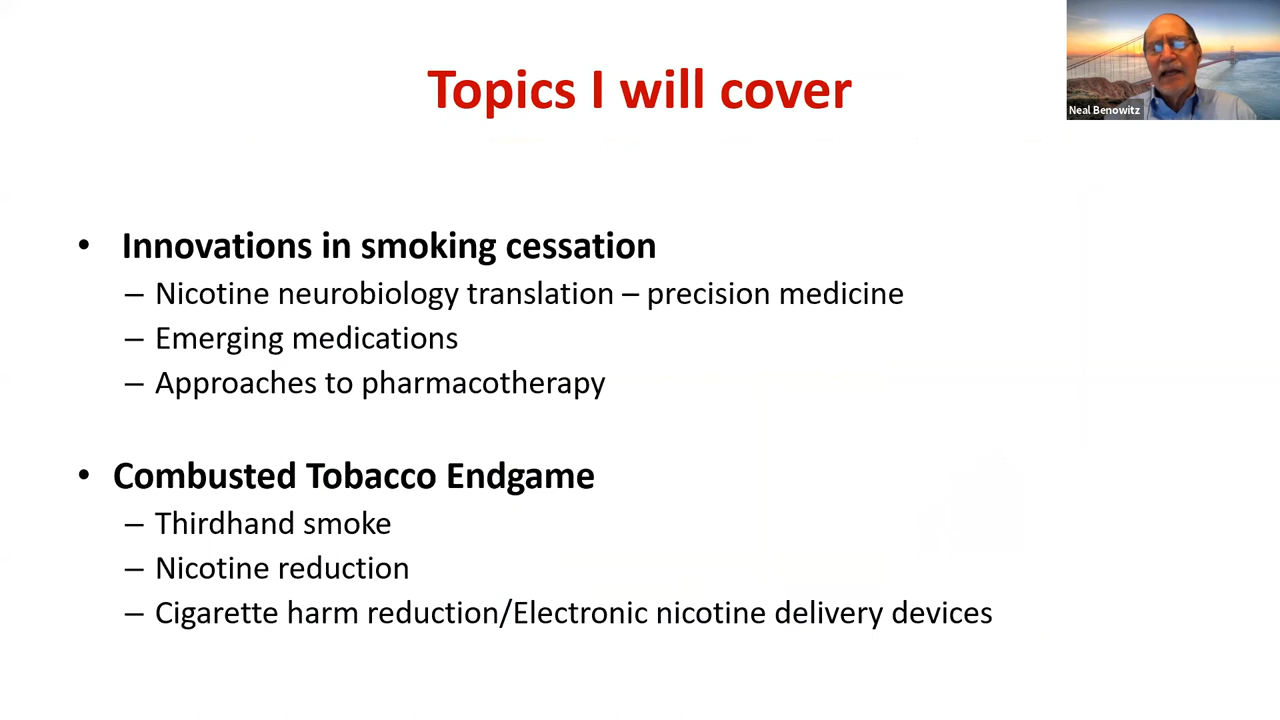 Topics I will cover
Neal Benowitz
• Innovations in smoking cessation
– Nicotine neurobiology translation – precision medicine
– Emerging medications
– Approaches to pharmacotherapy
• Combusted Tobacco Endgame
– Thirdhand smoke
– Nicotine reduction
– Cigarette harm reduction/Electronic nicotine delivery devices